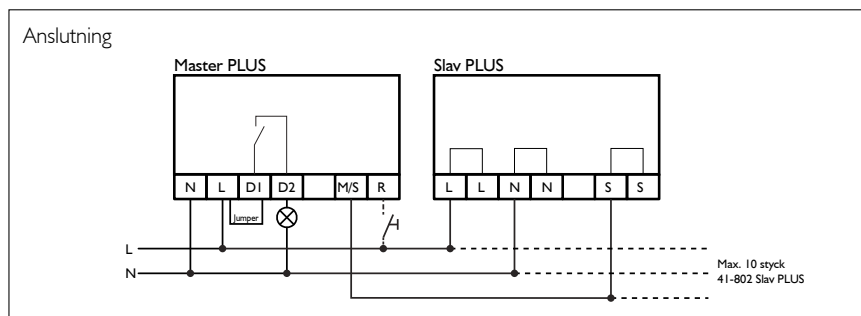 Anslutning
Master PLUS
Slav PLUS
N L D1 D2 M/S R
L L N N S S
Jumper
L
N
Max. 10 styck
41-802 Slav PLUS